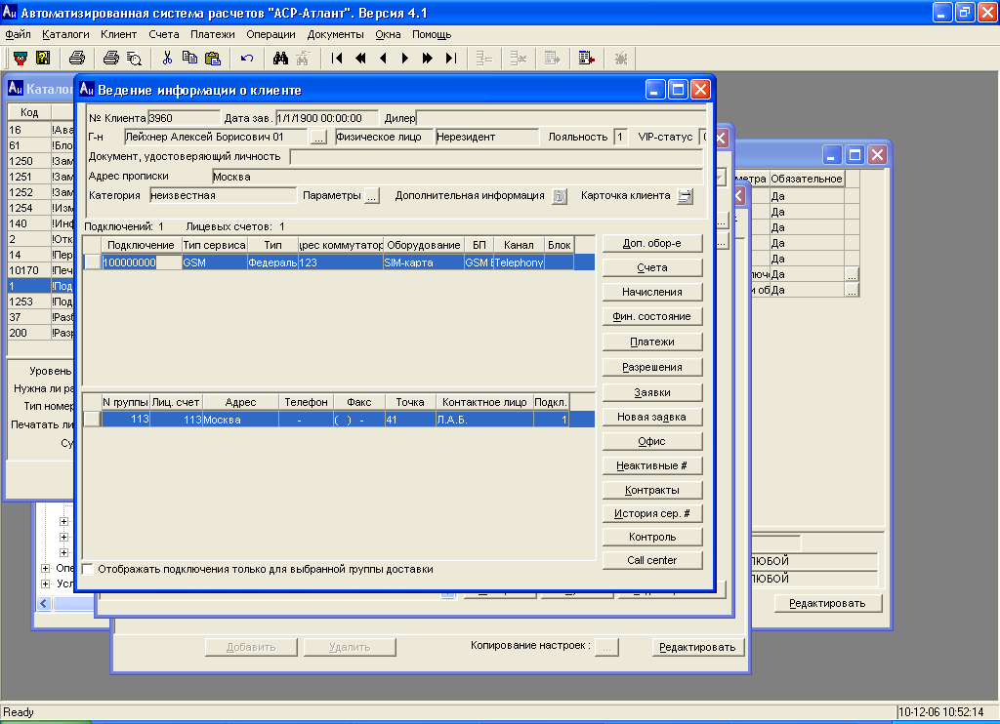 Автоматизированная система расчетов "АСР-Атлант". Версия 4.1
Файл Каталоги Клиент Счета Платежи Операции Документы Окна Помощь
Каталог
Код
16 !Ава
61 !Бло
1250 !Зам
1251 !Зам
1252 !Зам
1254 !Изм
140 !Инф
2 !Отк
14 !Пер
10170 !Печ
1 !Под
1253 !Под
37 !Разб
200 !Разр
Уровень
Нужна ли ра
Тип номер
Печатать ли
Су
Опе
Усл
Ведение информации о клиенте
№ Клиента 3960 Дата зав. 1/1/1900 00:00:00 Дилер
Г-н Лейхнер Алексей Борисович 01 ... Физическое лицо Нерезидент Лояльность 1 VIP-статус
Документ, удостоверяющий личность
Адрес прописки Москва
Категория неизвестная Параметры ... Дополнительная информация Карточка клиента
Подключений: 1 Лицевых счетов: 1
Подключение Тип сервиса Тип рес коммутатор Оборудование БП Канал Блок
100000000 GSM Федераль 123 SIM-карта GSM Telephony
N группы Лиц. счет Адрес Телефон Факс Точка Контактное лицо Подкл.
113 113 Москва - ( ) - 41 Л.А.Б. 1
Отображать подключения только для выбранной группы доставки
Доп. обор-е
Счета
Начисления
Фин. состояние
Платежи
Разрешения
Заявки
Новая заявка
Офис
Неактивные #
Контракты
История сер. #
Контроль
Call center
метра Обязательное
Да
Да
Да
Да
Да
ключ Да ...
и об Да ...
ЛЮБОЙ
ЛЮБОЙ
Редактировать
Добавить Удалить Копирование настроек : ... Редактировать
Ready 10-12-06 10:52:14